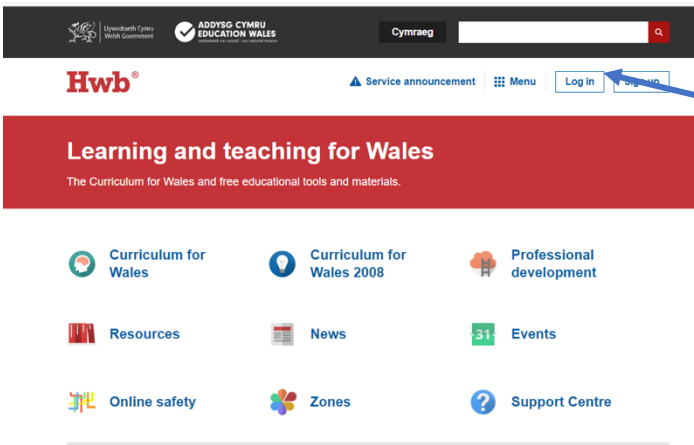 Llywodraeth Cymru
Welsh Government
ADDYSG CYMRU
EDUCATION WALES
Cymraeg
Hwb®
Service announcement
Menu
Log in
Sign up
Learning and teaching for Wales
The Curriculum for Wales and free educational tools and materials.
Curriculum for
Wales
Curriculum for
Wales 2008
Professional
development
Resources
News
31
Events
Online safety
Zones
?
Support Centre